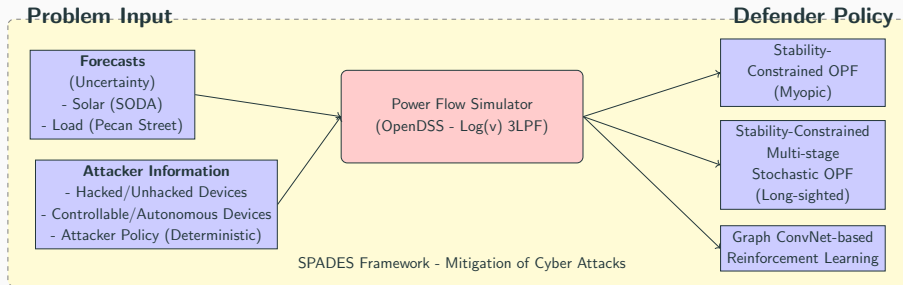 Problem Input
Defender Policy
Forecasts
(Uncertainty)
- Solar (SODA)
- Load (Pecan Street)
Attacker Information
- Hacked/Unhacked Devices
- Controllable/Autonomous Devices
- Attacker Policy (Deterministic)
Power Flow Simulator
(OpenDSS - Log(v) 3LPF)
Stability-
Constrained OPF
(Myopic)
Stability-Constrained
Multi-stage
Stochastic OPF
(Long-sighted)
Graph ConvNet-based
Reinforcement Learning
SPADES Framework - Mitigation of Cyber Attacks